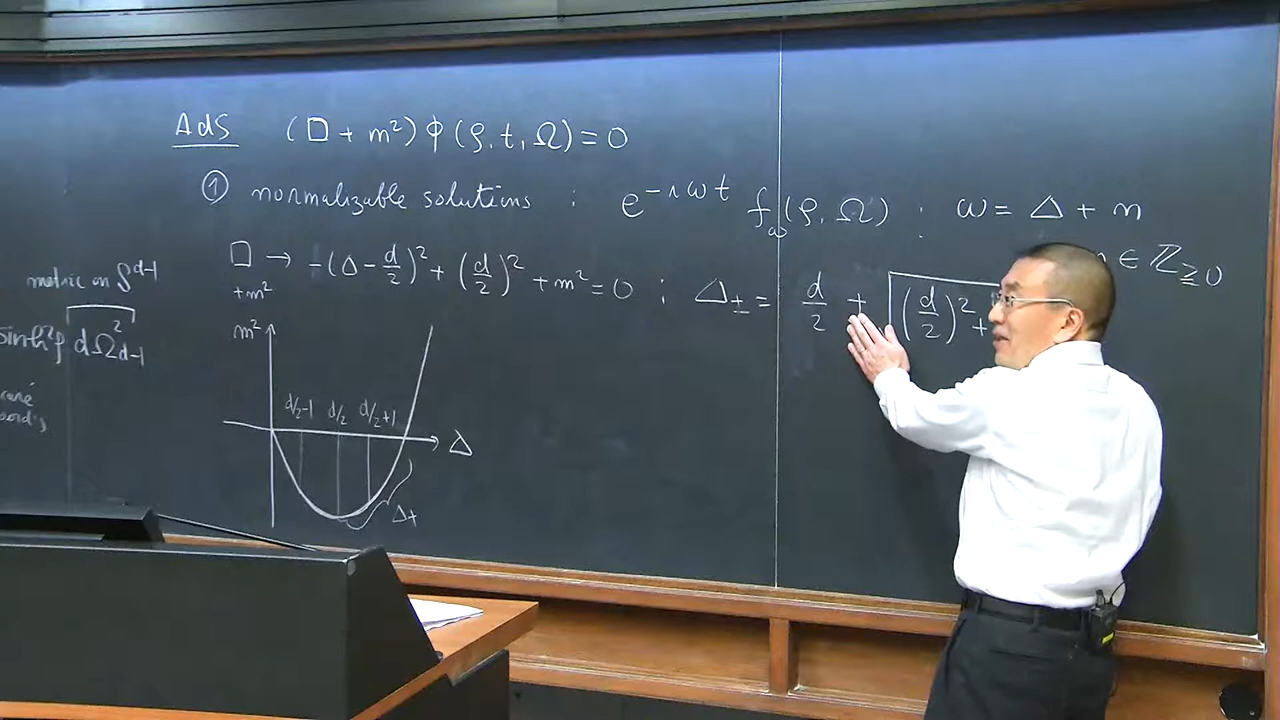 AdS (□ + m²) ϕ (ρ, t, Ω) = 0
① normalizable solutions : e^{-iωt} f_ω(ρ, Ω) : ω = Δ + n
n ∈ ℤ_{≥0}
□ + m² → -(Δ - d/2)² + (d/2)² + m² = 0 ; Δ_± = d/2 ± √(d/2)² +
metric on S^{d-1}
sinh²ρ dΩ²_{d-1}
m²
d/2-1 d/2 d/2+1
Δ
Δ+